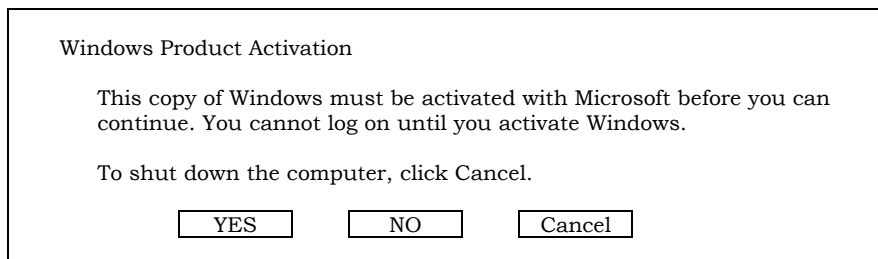 Windows Product Activation
This copy of Windows must be activated with Microsoft before you can
continue. You cannot log on until you activate Windows.
To shut down the computer, click Cancel.
YES NO Cancel